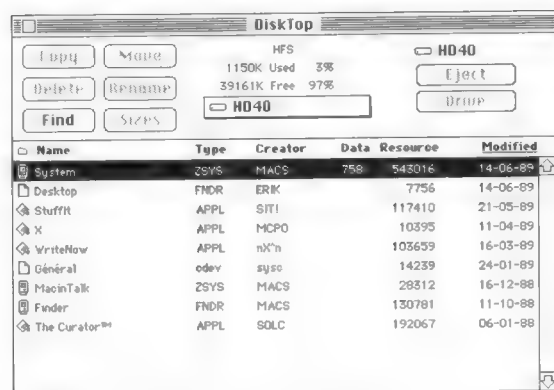 DiskTop
Copy Move
Delete Rename
Find Sizes
HFS
1150K Used 3%
39161K Free 97%
HD40
HD40
Eject
Drive
Name Type Creator Data Resource Modified
System ZSYS MACS 758 543016 14-06-89
Desktop FNDR ERIK 7756 14-06-89
StuffIt APPL SIT! 117410 21-05-89
X APPL MCPO 10395 11-04-89
WriteNow APPL nX^n 103659 16-03-89
Général cdev sysc 14239 24-01-89
MacinTalk ZSYS MACS 28312 16-12-88
Finder FNDR MACS 130781 11-10-88
The Curator™ APPL SOLC 192067 06-01-88